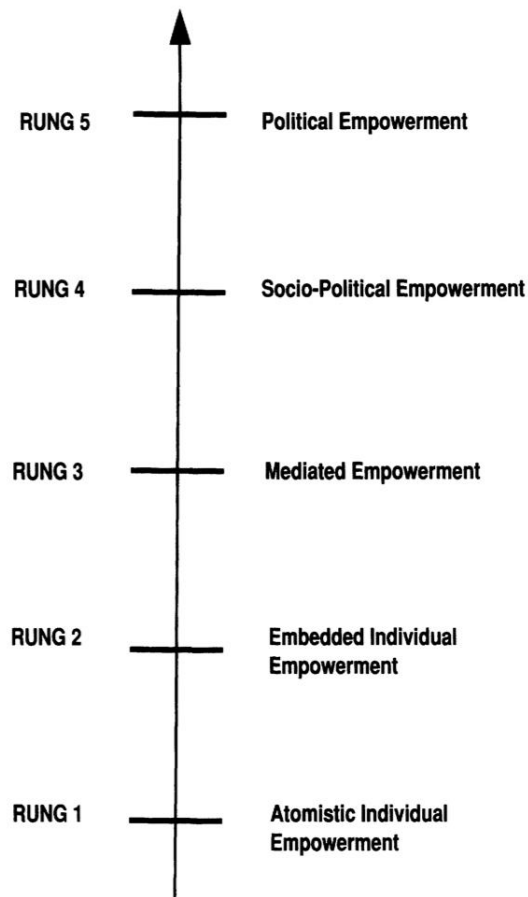 RUNG 5 Political Empowerment
RUNG 4 Socio-Political Empowerment
RUNG 3 Mediated Empowerment
RUNG 2 Embedded Individual
Empowerment
RUNG 1 Atomistic Individual
Empowerment